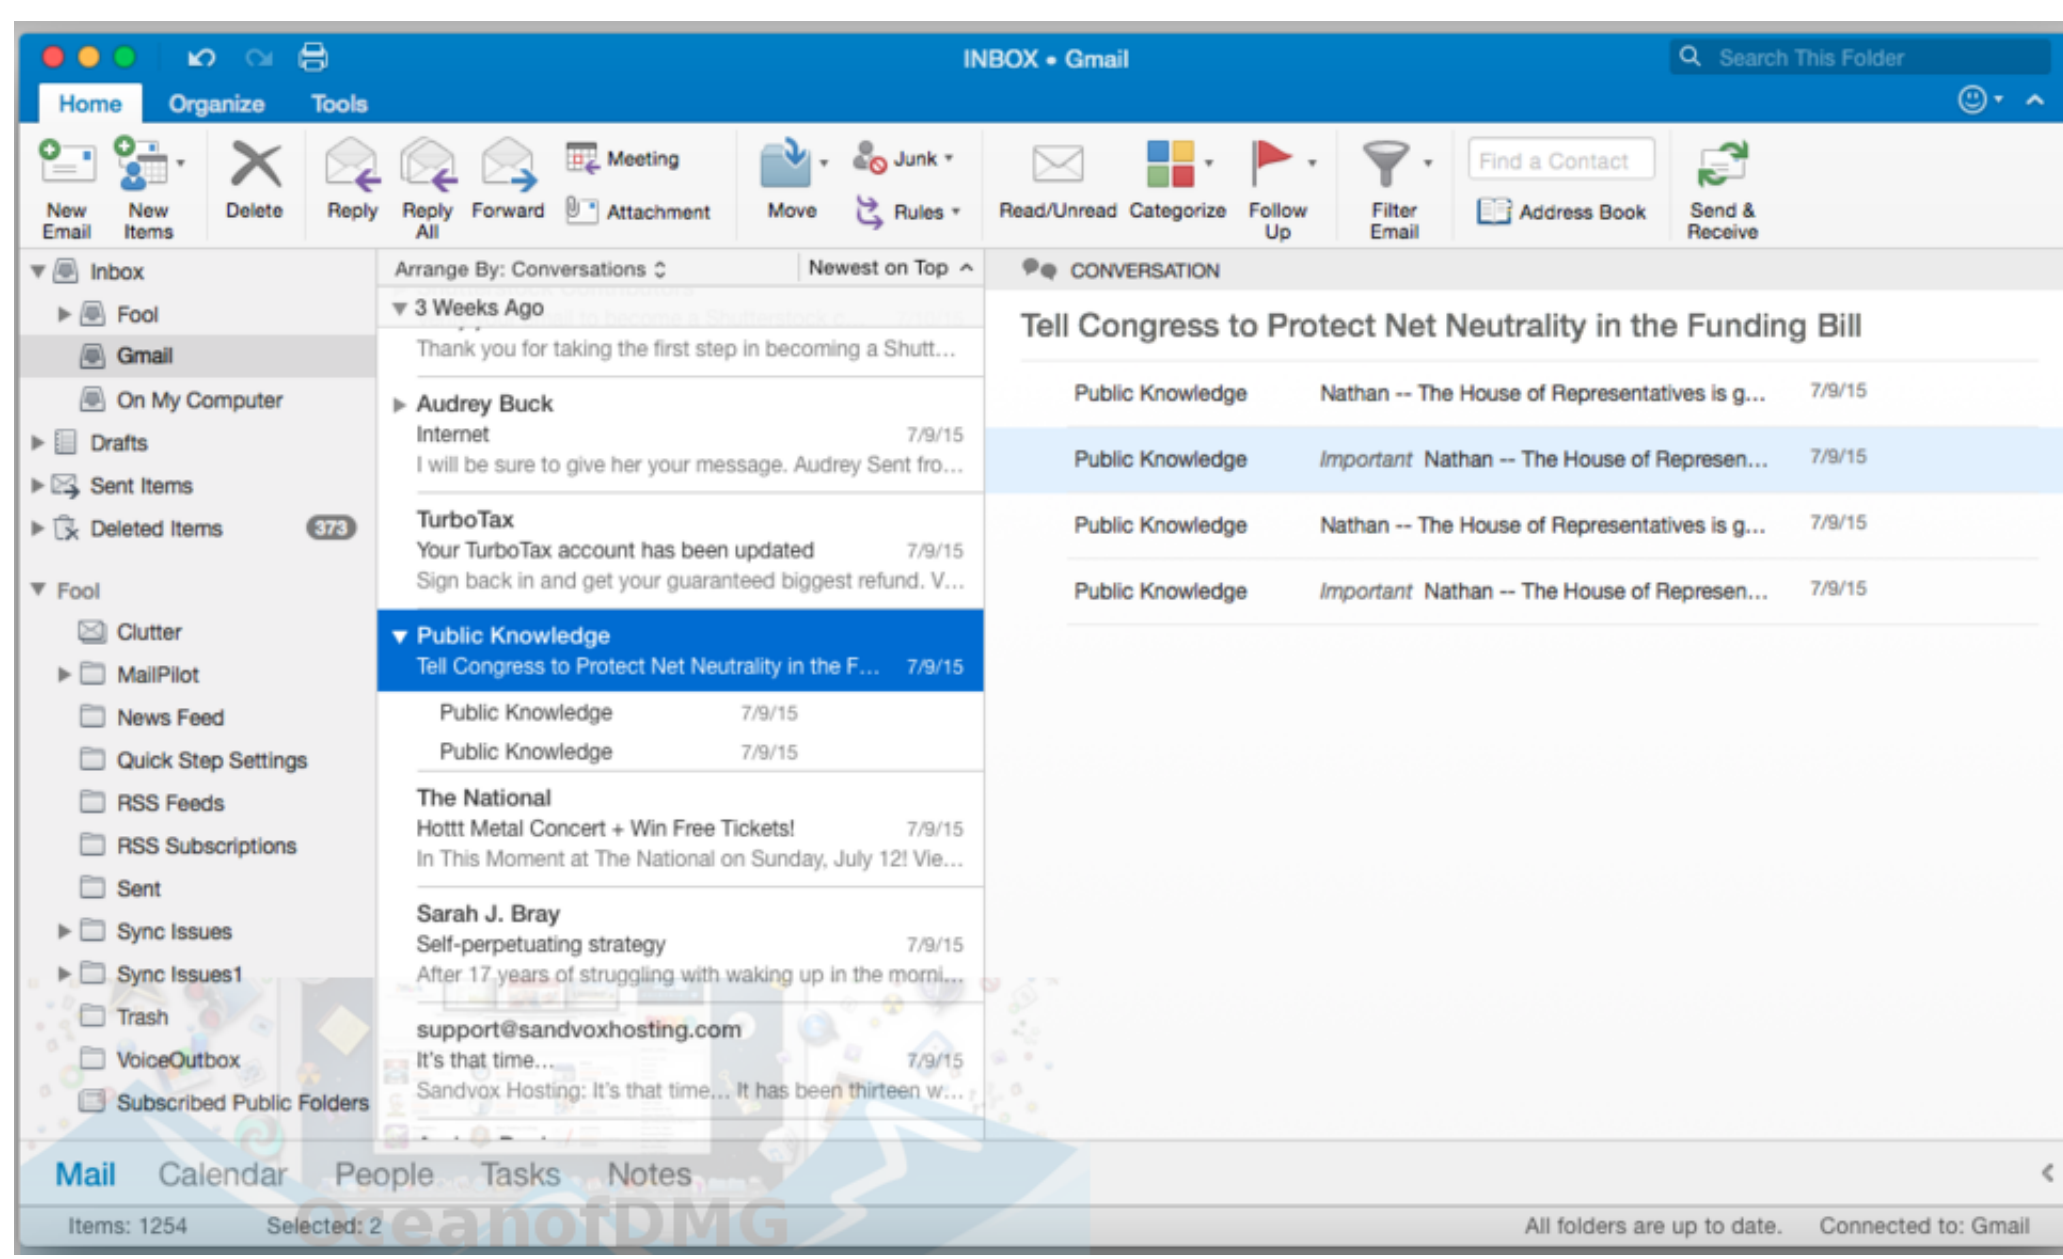 INBOX • Gmail
Search This Folder
Home Organize Tools
New Email
New Items
Delete
Reply
Reply All
Forward
Meeting
Attachment
Move
Junk
Rules
Read/Unread
Categorize
Follow Up
Filter Email
Find a Contact
Address Book
Send & Receive
Inbox
Fool
Gmail
On My Computer
Drafts
Sent Items
Deleted Items 373
Fool
Clutter
MailPilot
News Feed
Quick Step Settings
RSS Feeds
RSS Subscriptions
Sent
Sync Issues
Sync Issues1
Trash
VoiceOutbox
Subscribed Public Folders
Arrange By: Conversations Newest on Top
3 Weeks Ago
Thank you for taking the first step in becoming a Shutt...
Audrey Buck
Internet 7/9/15
I will be sure to give her your message. Audrey Sent fro...
TurboTax
Your TurboTax account has been updated 7/9/15
Sign back in and get your guaranteed biggest refund. V...
Public Knowledge
Tell Congress to Protect Net Neutrality in the F... 7/9/15
Public Knowledge 7/9/15
Public Knowledge 7/9/15
The National
Hottt Metal Concert + Win Free Tickets! 7/9/15
In This Moment at The National on Sunday, July 12! Vie...
Sarah J. Bray
Self-perpetuating strategy 7/9/15
After 17 years of struggling with waking up in the morni...
support@sandvoxhosting.com
It's that time... 7/9/15
Sandvox Hosting: It's that time... It has been thirteen w...
CONVERSATION
Tell Congress to Protect Net Neutrality in the Funding Bill
Public Knowledge Nathan -- The House of Representatives is g... 7/9/15
Public Knowledge Important Nathan -- The House of Represen... 7/9/15
Public Knowledge Nathan -- The House of Representatives is g... 7/9/15
Public Knowledge Important Nathan -- The House of Represen... 7/9/15
Mail Calendar People Tasks Notes
Items: 1254 Selected: 2
OceanofDMG
All folders are up to date. Connected to: Gmail